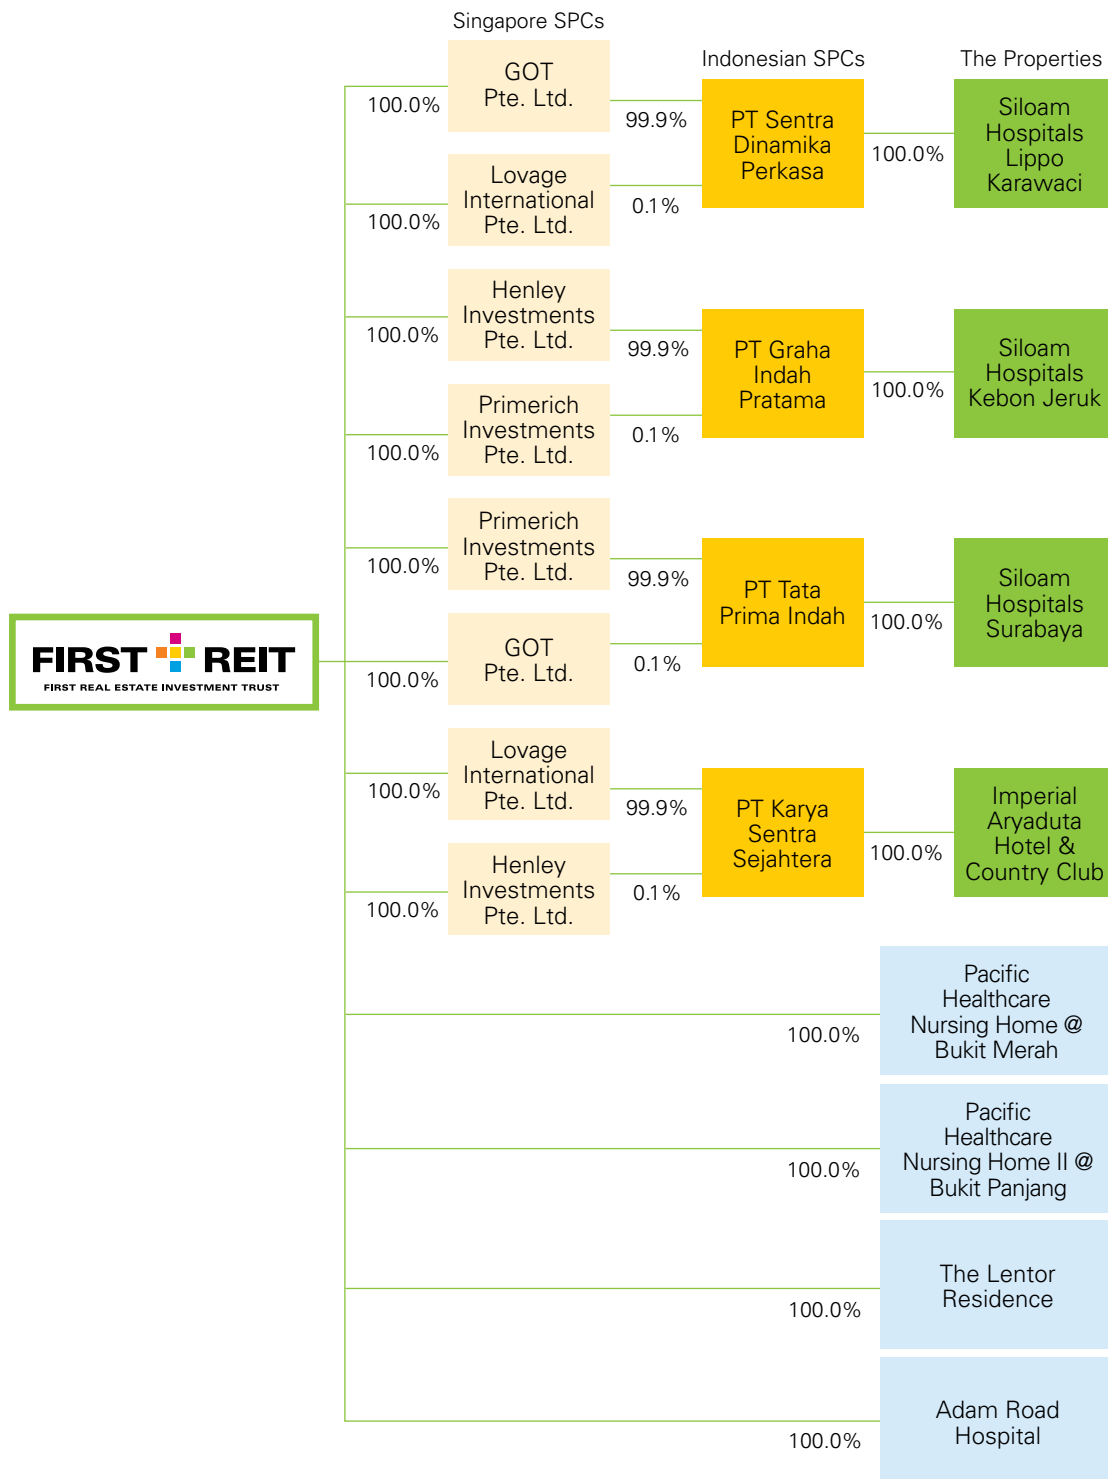 Singapore SPCs
Indonesian SPCs
The Properties
GOT
Pte. Ltd.
100.0%
99.9%
PT Sentra
Dinamika
Perkasa
100.0%
Siloam
Hospitals
Lippo
Karawaci
Lovage
International
Pte. Ltd.
100.0%
0.1%
Henley
Investments
Pte. Ltd.
100.0%
99.9%
PT Graha
Indah
Pratama
100.0%
Siloam
Hospitals
Kebon Jeruk
Primerich
Investments
Pte. Ltd.
100.0%
0.1%
Primerich
Investments
Pte. Ltd.
100.0%
99.9%
PT Tata
Prima Indah
100.0%
Siloam
Hospitals
Surabaya
FIRST REIT
FIRST REAL ESTATE INVESTMENT TRUST
GOT
Pte. Ltd.
100.0%
0.1%
Lovage
International
Pte. Ltd.
100.0%
99.9%
PT Karya
Sentra
Sejahtera
100.0%
Imperial
Aryaduta
Hotel &
Country Club
Henley
Investments
Pte. Ltd.
100.0%
0.1%
100.0%
Pacific
Healthcare
Nursing Home @
Bukit Merah
100.0%
Pacific
Healthcare
Nursing Home II @
Bukit Panjang
100.0%
The Lentor
Residence
100.0%
Adam Road
Hospital